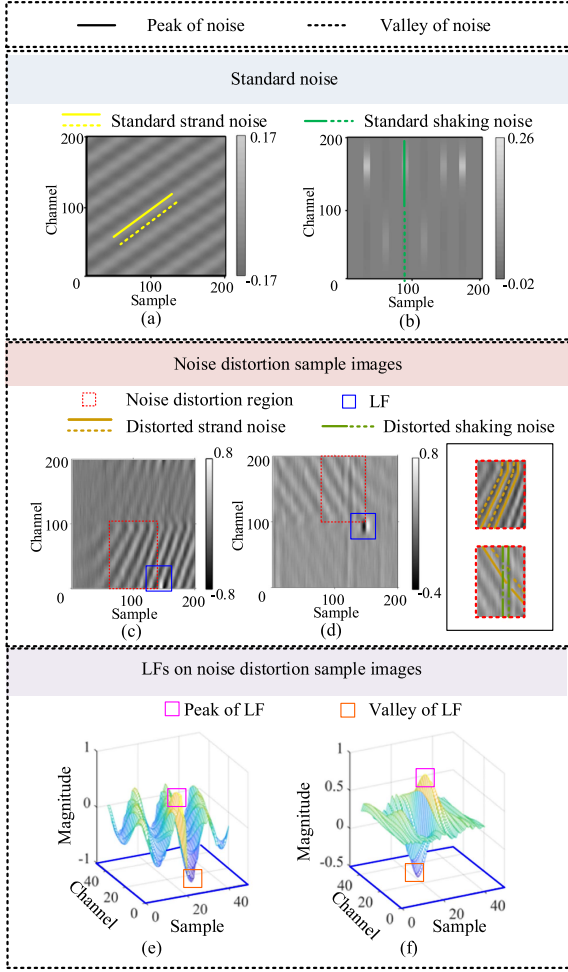 Peak of noise Valley of noise
Standard noise
Standard strand noise Standard shaking noise
200 0.17 200 0.26
Channel Channel
100 100
0 -0.17 0 -0.02
0 100 200 0 100 200
Sample Sample
(a) (b)
Noise distortion sample images
Noise distortion region LF
Distorted strand noise Distorted shaking noise
200 0.8 200 0.8
Channel Channel
100 100
0 -0.8 0 -0.4
100 200 100 200
Sample Sample
(c) (d)
LFs on noise distortion sample images
Peak of LF Valley of LF
1 1
Magnitude Magnitude
0.5
0 0
-1 -0.5
40 40
20 20
0 0
Channel Channel
0 20 40 0 20 40
Sample Sample
(e) (f)